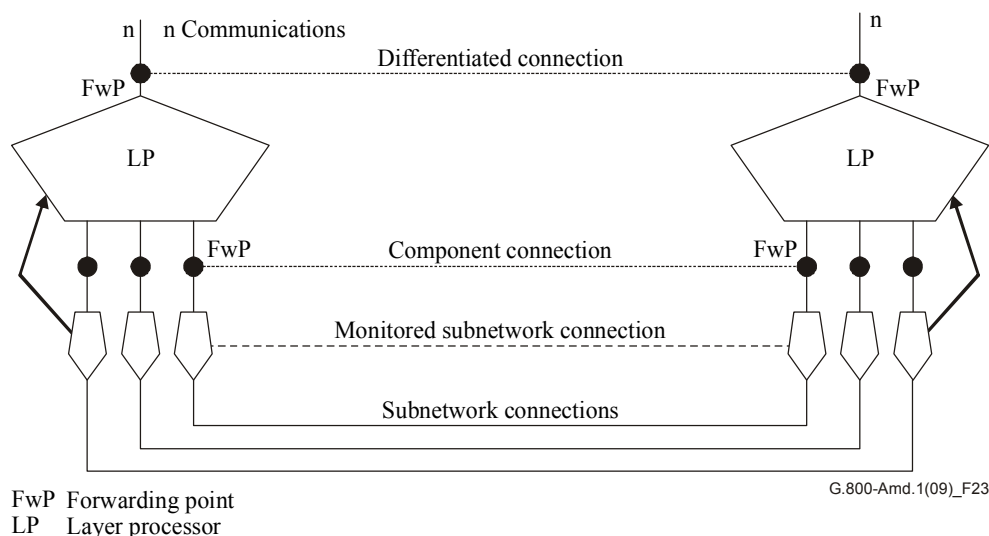 n n Communications n
Differentiated connection
FwP FwP
LP LP
FwP Component connection FwP
Monitored subnetwork connection
Subnetwork connections
G.800-Amd.1(09)_F23
FwP Forwarding point
LP Layer processor